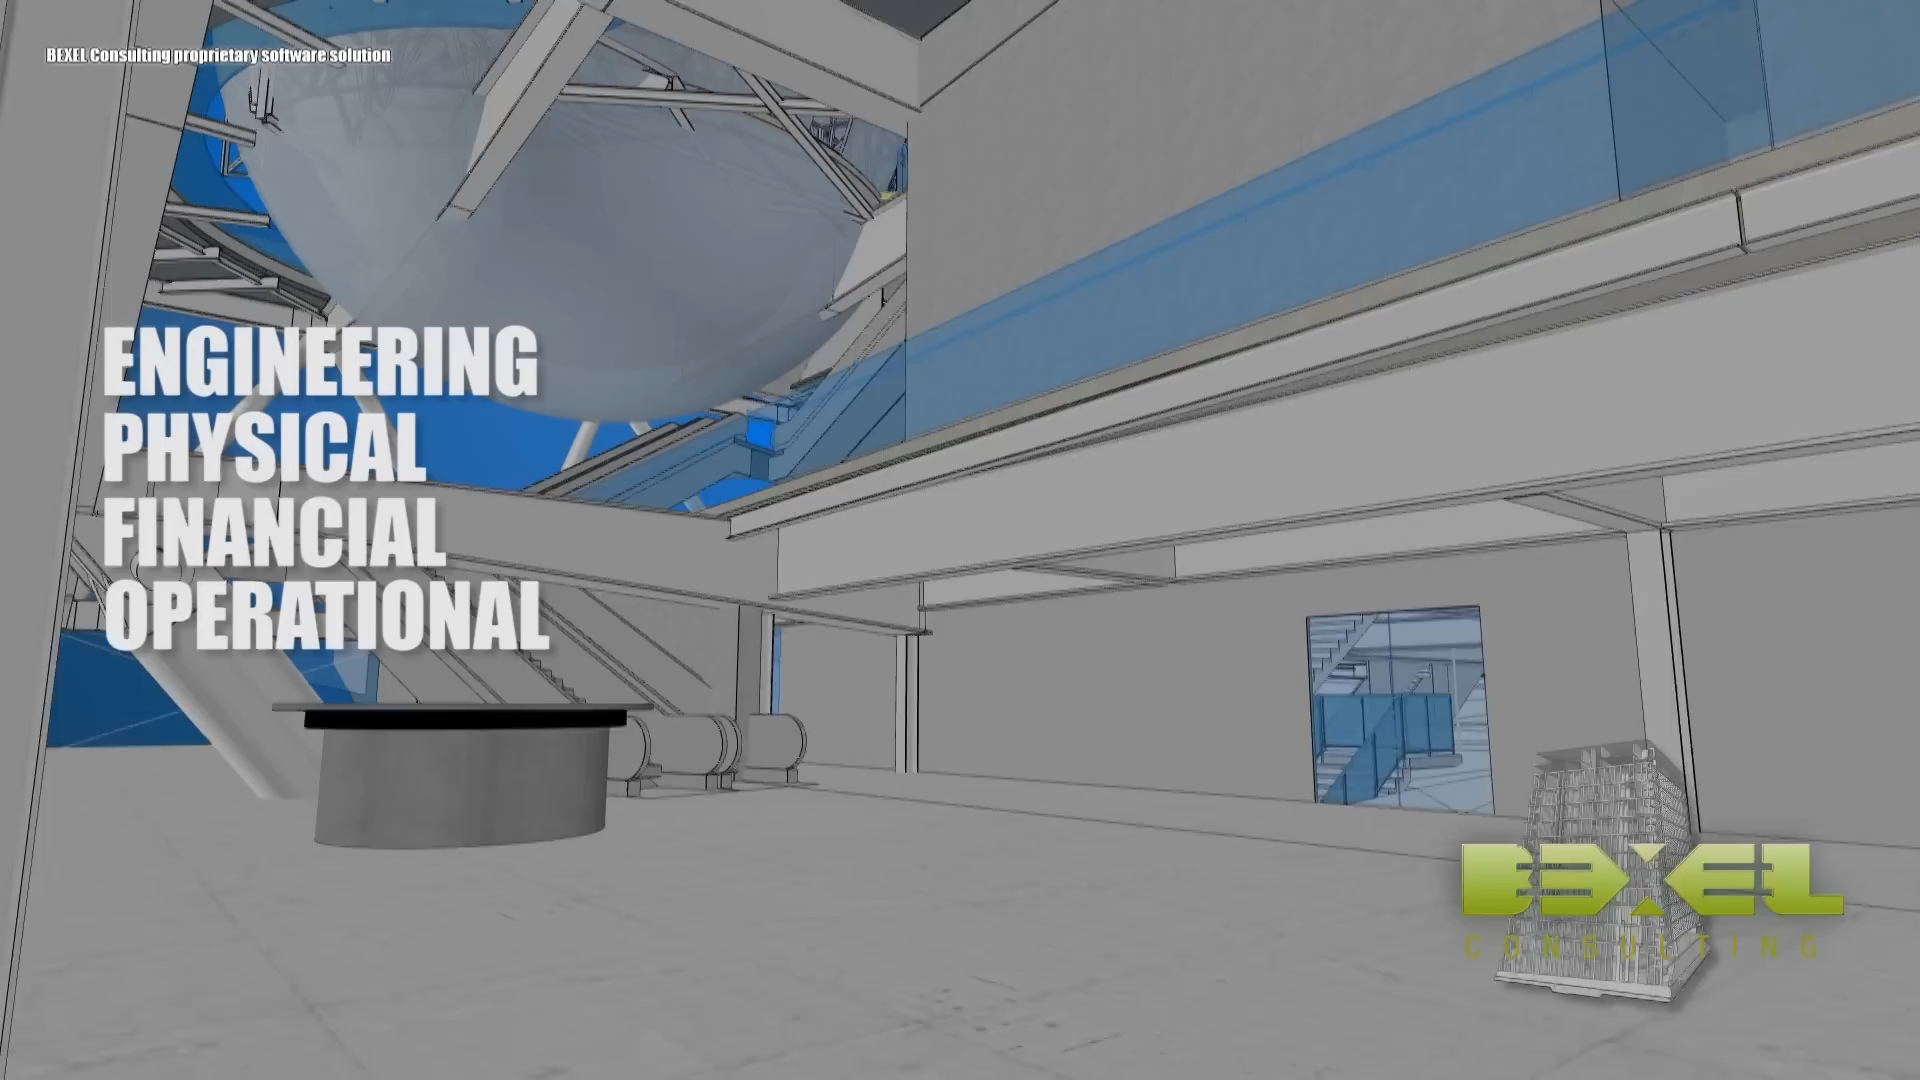 BEXEL Consulting proprietary software solution
ENGINEERING
PHYSICAL
FINANCIAL
OPERATIONAL
BEXEL
CONSULTING